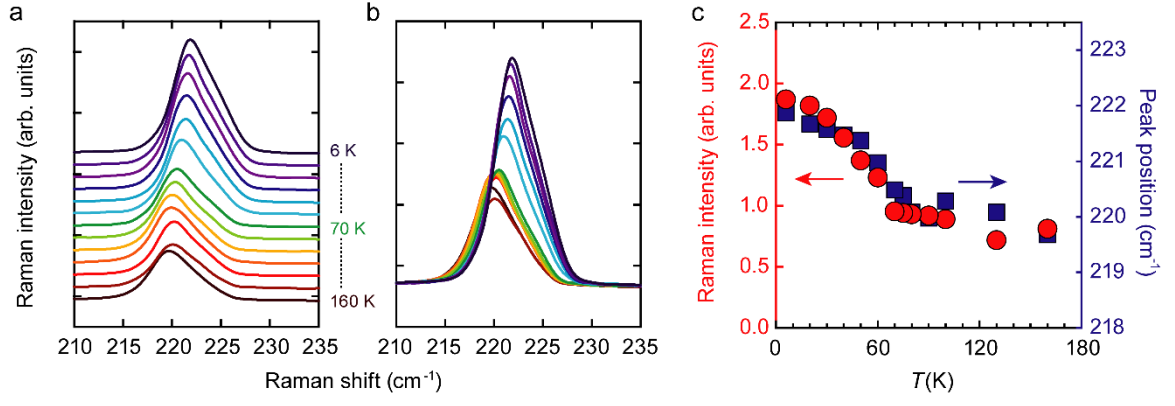 a
b
c
Raman intensity (arb. units)
6 K
70 K
160 K
210 215 220 225 230 235
210 215 220 225 230 235
Raman shift (cm⁻¹)
Raman intensity (arb. units)
2.5
2.0
1.5
1.0
0.5
0.0
0 60 120 180
T(K)
223
222
221
220
219
218
Peak position (cm⁻¹)